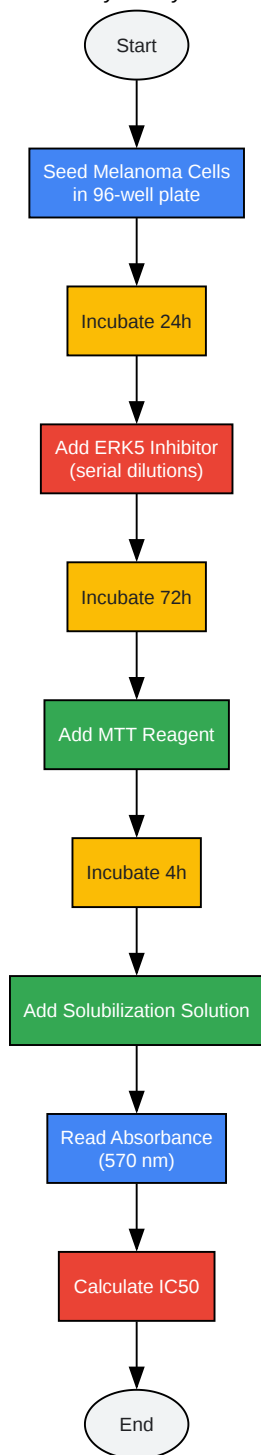 Start
Seed Melanoma Cells
in 96-well plate
Incubate 24h
Add ERK5 Inhibitor
(serial dilutions)
Incubate 72h
Add MTT Reagent
Incubate 4h
Add Solubilization Solution
Read Absorbance
(570 nm)
Calculate IC50
End